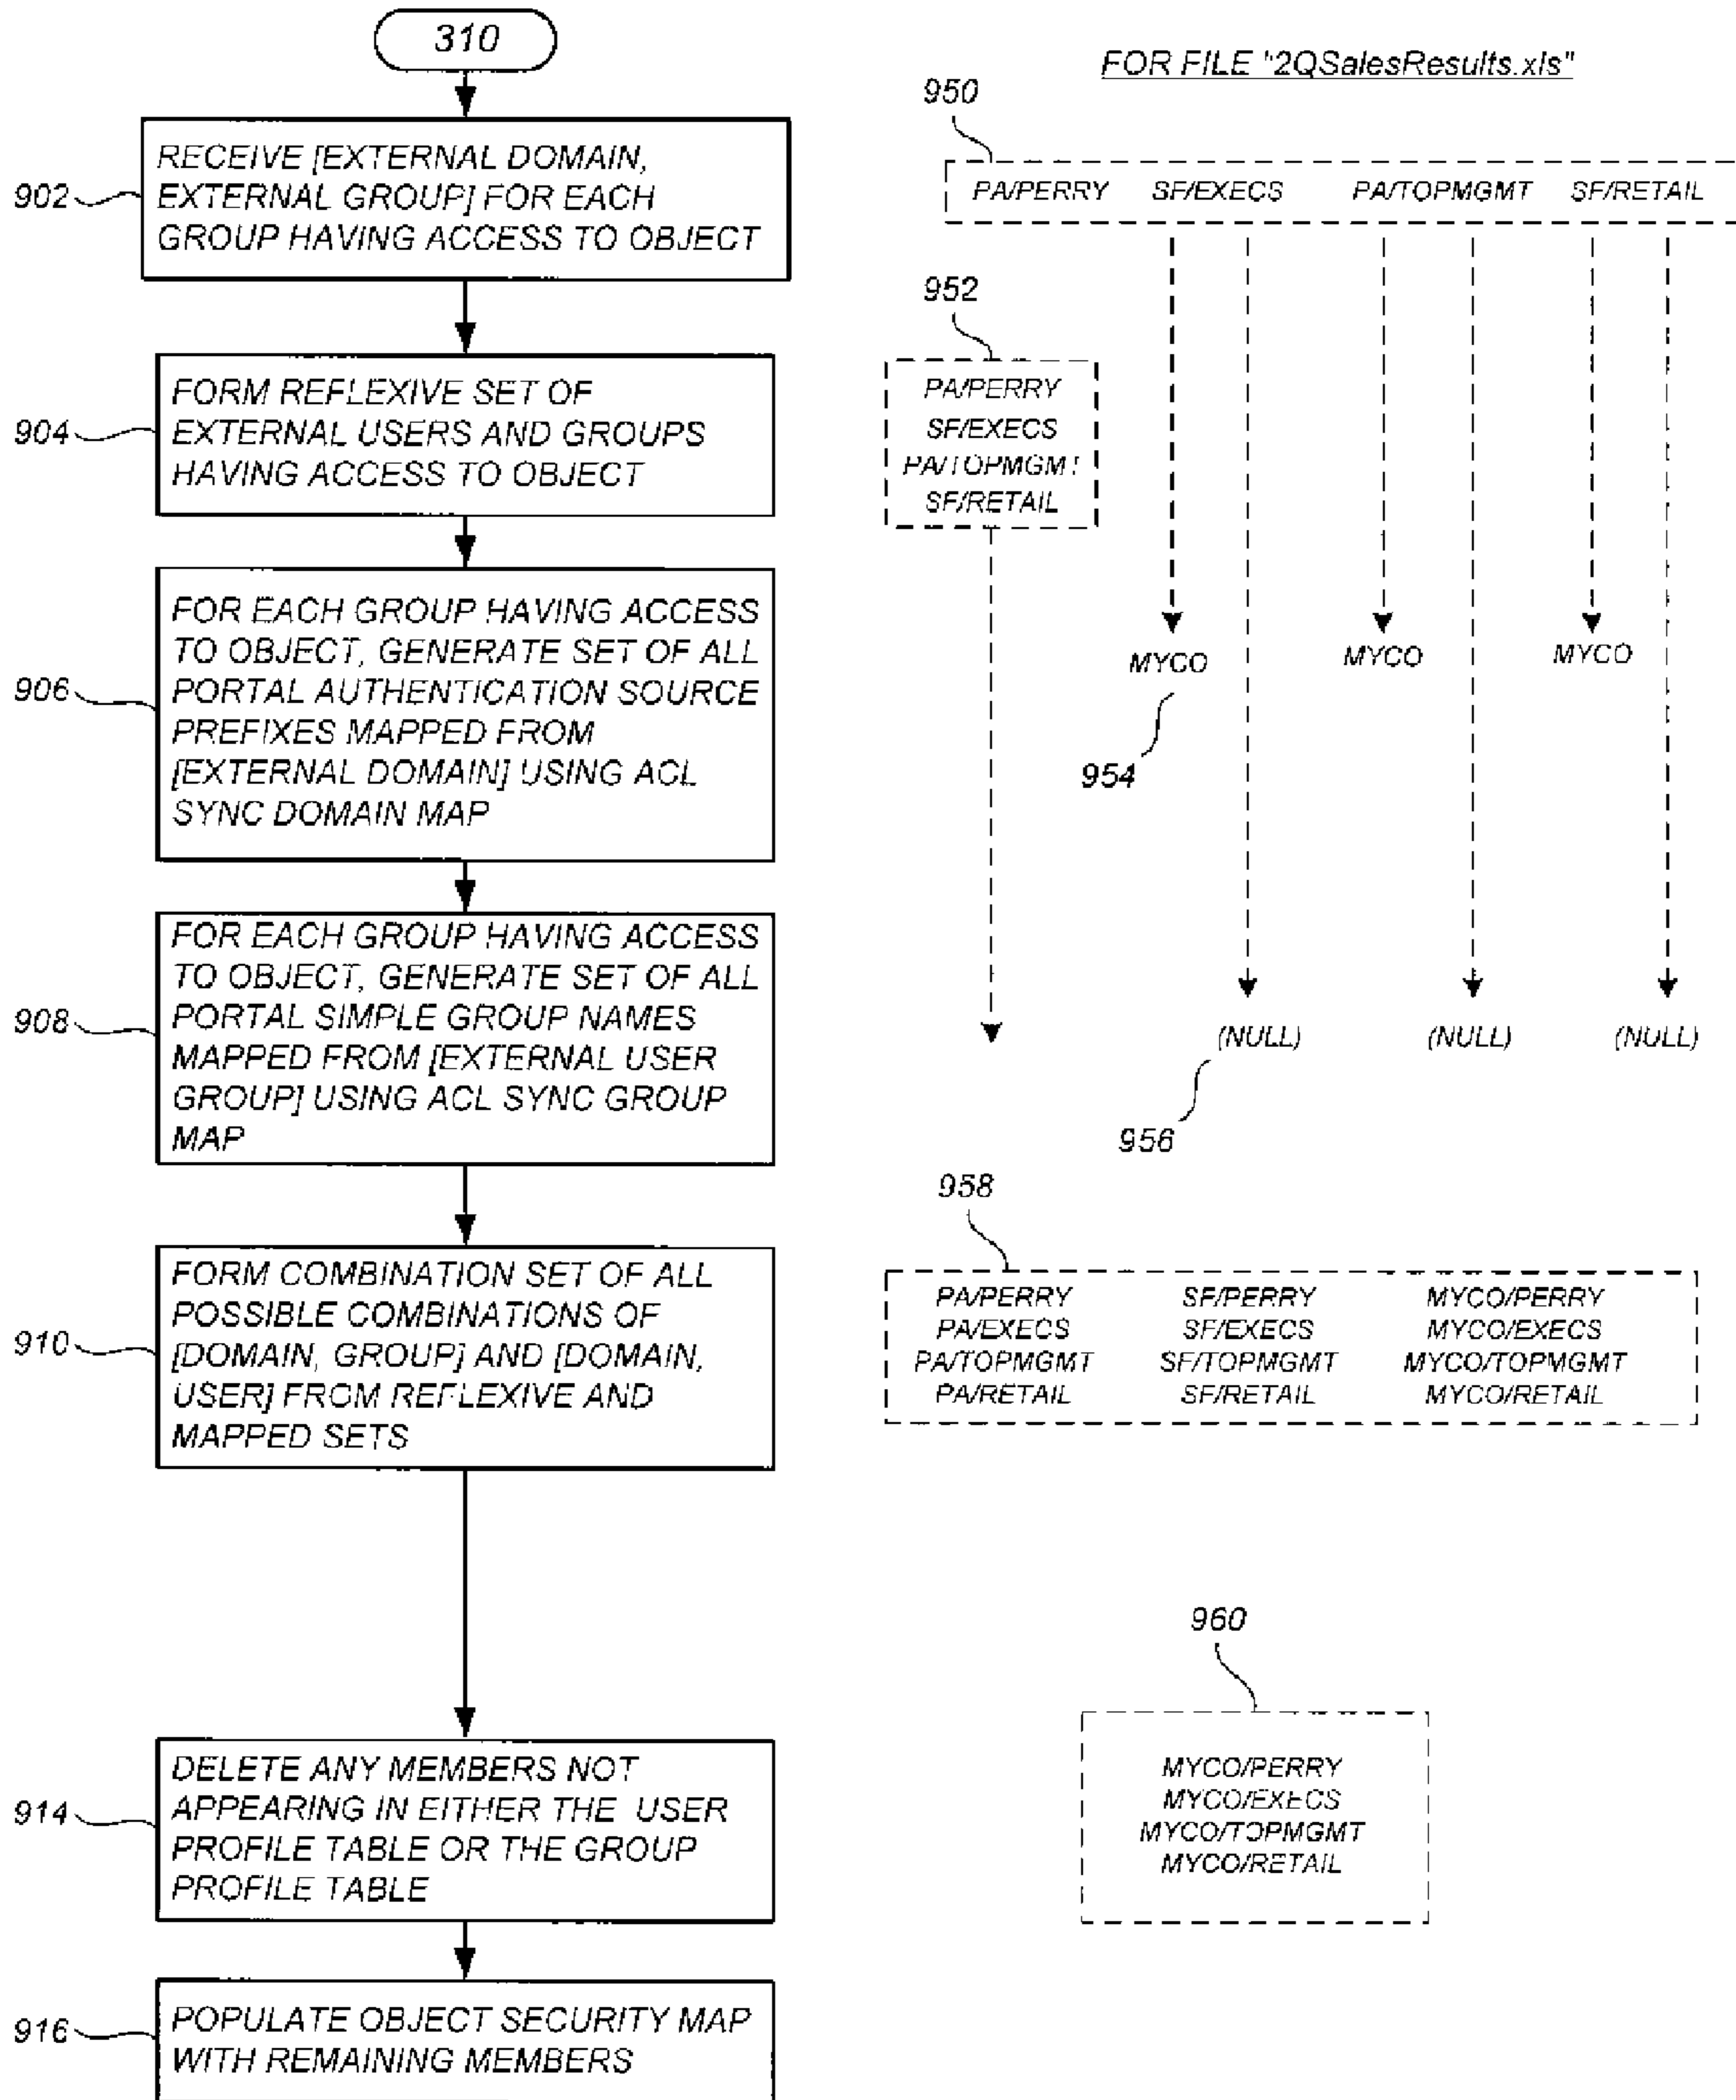 310
902
RECEIVE [EXTERNAL DOMAIN,
EXTERNAL GROUP] FOR EACH
GROUP HAVING ACCESS TO OBJECT
904
FORM REFLEXIVE SET OF
EXTERNAL USERS AND GROUPS
HAVING ACCESS TO OBJECT
906
FOR EACH GROUP HAVING ACCESS
TO OBJECT, GENERATE SET OF ALL
PORTAL AUTHENTICATION SOURCE
PREFIXES MAPPED FROM
[EXTERNAL DOMAIN] USING ACL
SYNC DOMAIN MAP
908
FOR EACH GROUP HAVING ACCESS
TO OBJECT, GENERATE SET OF ALL
PORTAL SIMPLE GROUP NAMES
MAPPED FROM [EXTERNAL USER
GROUP] USING ACL SYNC GROUP
MAP
910
FORM COMBINATION SET OF ALL
POSSIBLE COMBINATIONS OF
[DOMAIN, GROUP] AND [DOMAIN,
USER] FROM REFLEXIVE AND
MAPPED SETS
914
DELETE ANY MEMBERS NOT
APPEARING IN EITHER THE USER
PROFILE TABLE OR THE GROUP
PROFILE TABLE
916
POPULATE OBJECT SECURITY MAP
WITH REMAINING MEMBERS
FOR FILE "2QSalesResults.xls"
950
PA/PERRY SF/EXECS PA/TOPMGMT SF/RETAIL
952
PA/PERRY
SF/EXECS
PA/TOPMGMT
SF/RETAIL
MYCO MYCO MYCO
954
(NULL) (NULL) (NULL)
956
958
PA/PERRY SF/PERRY MYCO/PERRY
PA/EXECS SF/EXECS MYCO/EXECS
PA/TOPMGMT SF/TOPMGMT MYCO/TOPMGMT
PA/RETAIL SF/RETAIL MYCO/RETAIL
960
MYCO/PERRY
MYCO/EXECS
MYCO/TOPMGMT
MYCO/RETAIL